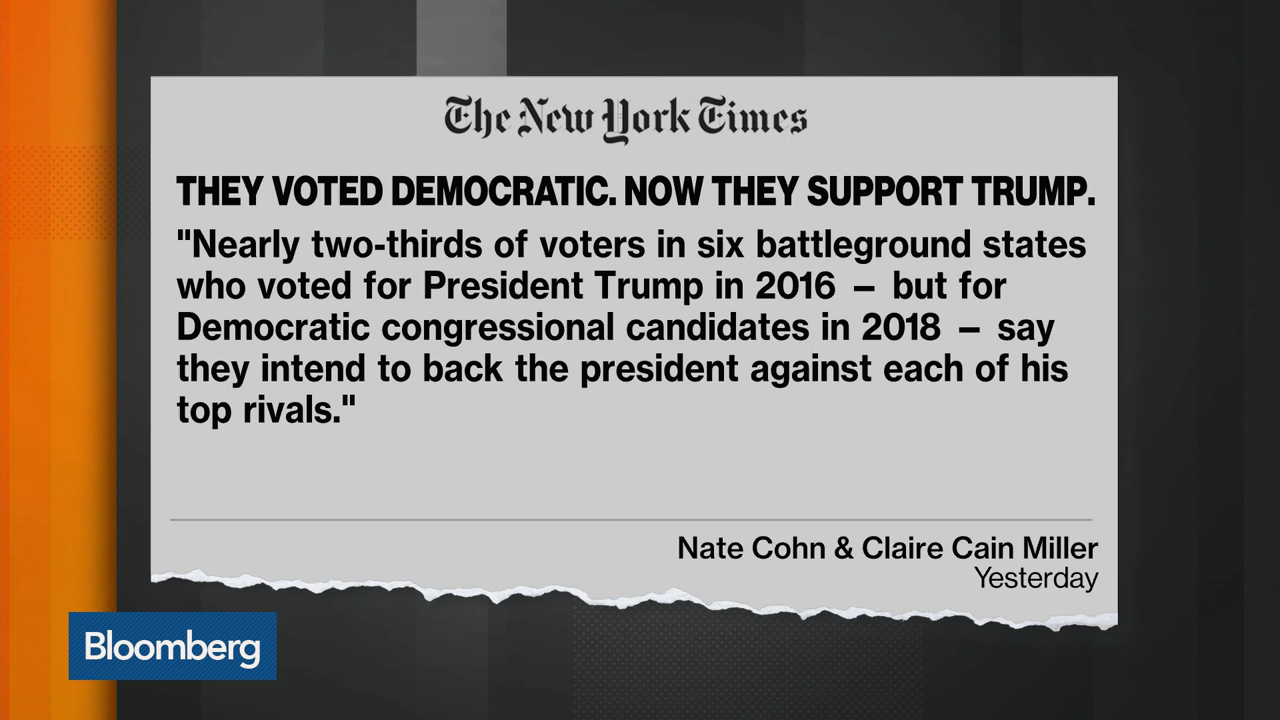 The New York Times
THEY VOTED DEMOCRATIC. NOW THEY SUPPORT TRUMP.
"Nearly two-thirds of voters in six battleground states
who voted for President Trump in 2016 – but for
Democratic congressional candidates in 2018 – say
they intend to back the president against each of his
top rivals."
Nate Cohn & Claire Cain Miller
Yesterday
Bloomberg